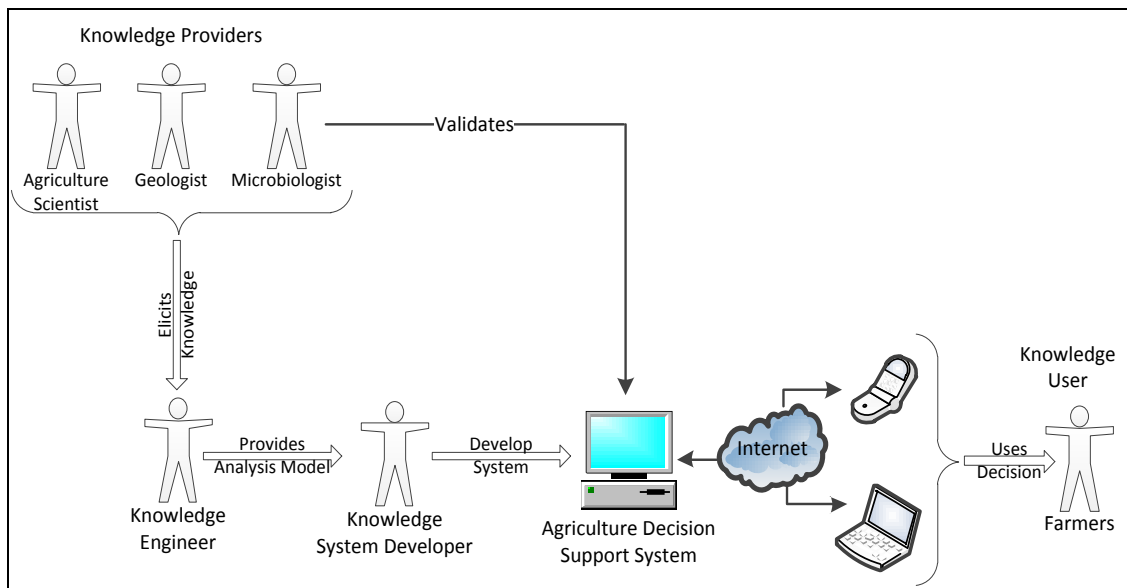 Knowledge Providers
Agriculture
Scientist
Geologist
Microbiologist
Validates
Elicits
Knowledge
Knowledge
Engineer
Provides
Analysis Model
Knowledge
System Developer
Develop
System
Agriculture Decision
Support System
Internet
Uses
Decision
Knowledge
User
Farmers